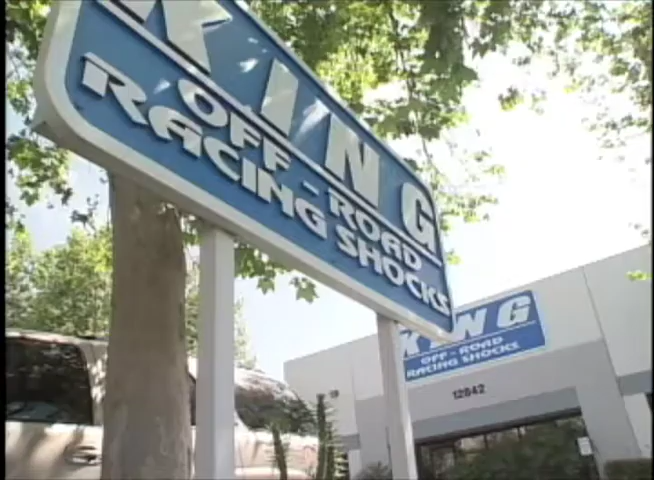 KING
OFF-ROAD
RACING SHOCKS
KING
OFF-ROAD
RACING SHOCKS
12842